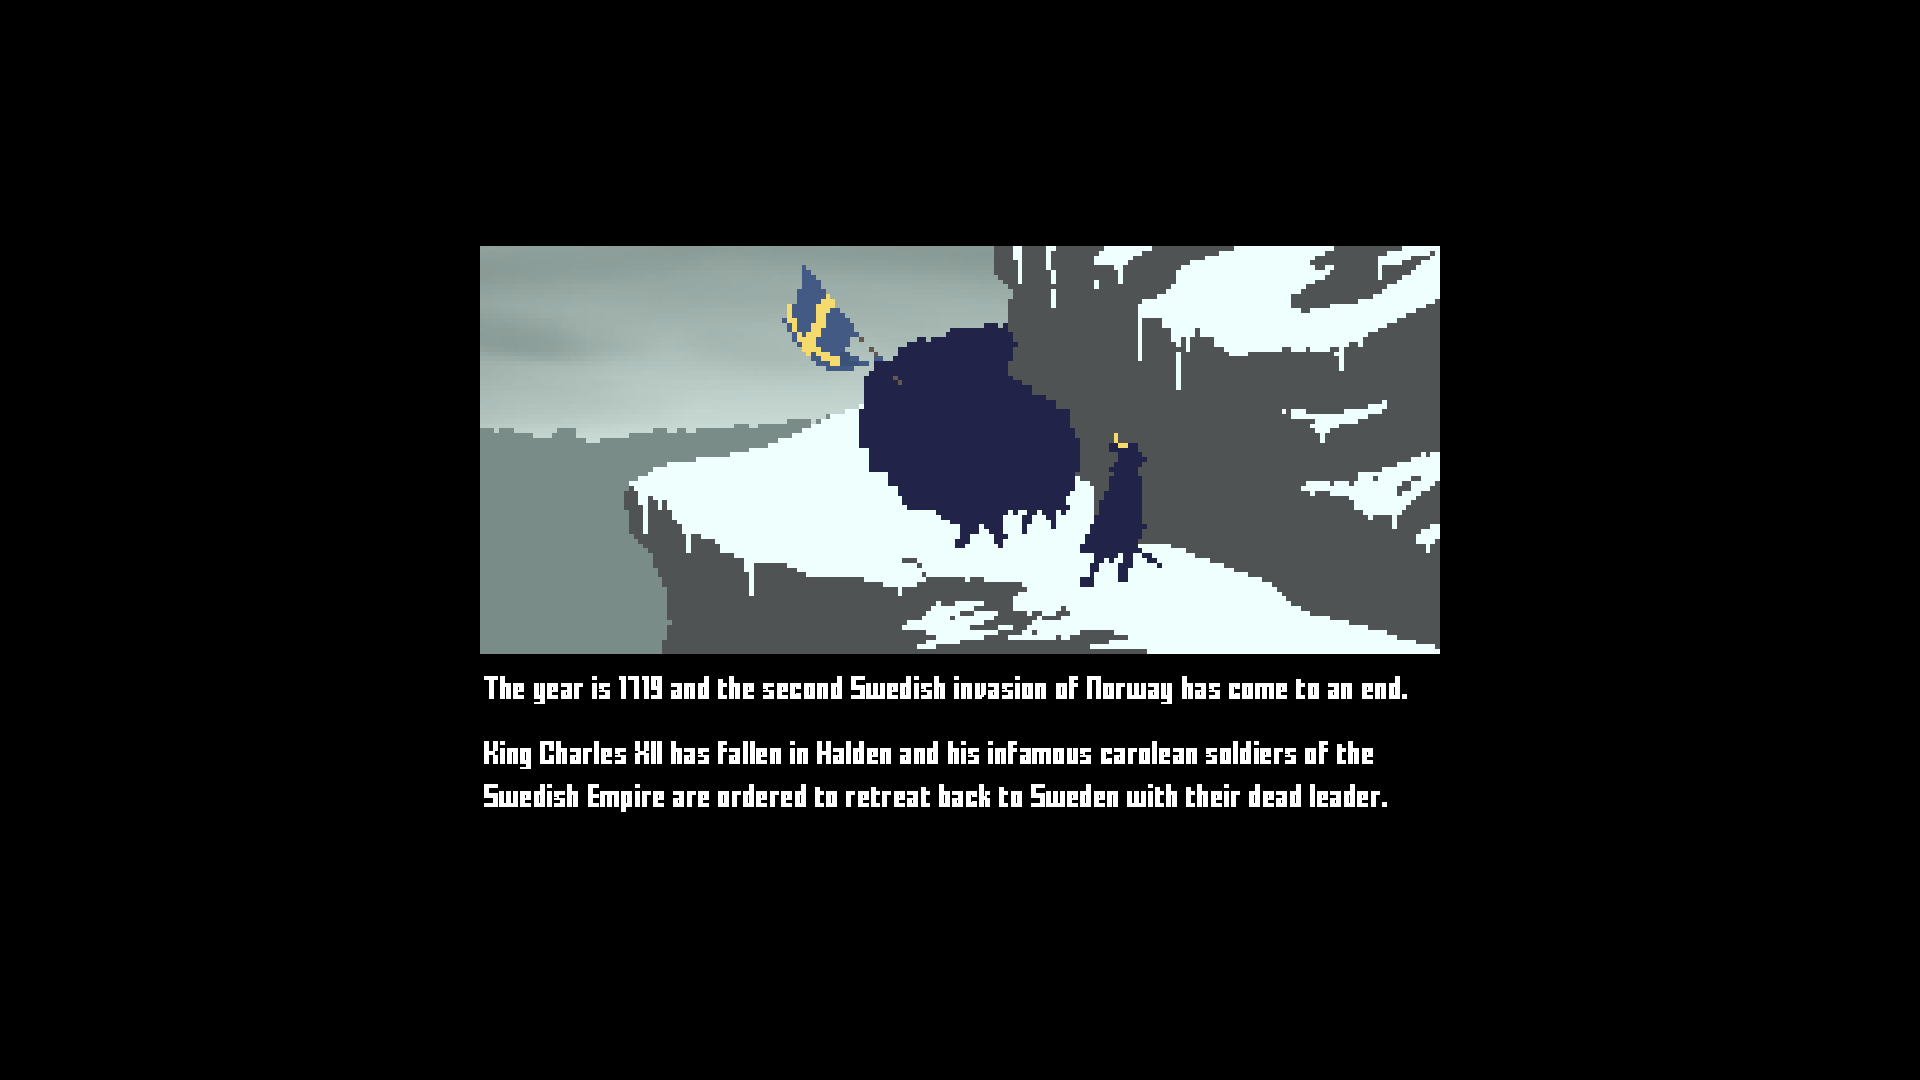 The year is 1719 and the second Swedish invasion of Norway has come to an end.
King Charles XII has fallen in Halden and his infamous carolean soldiers of the
Swedish Empire are ordered to retreat back to Sweden with their dead leader.